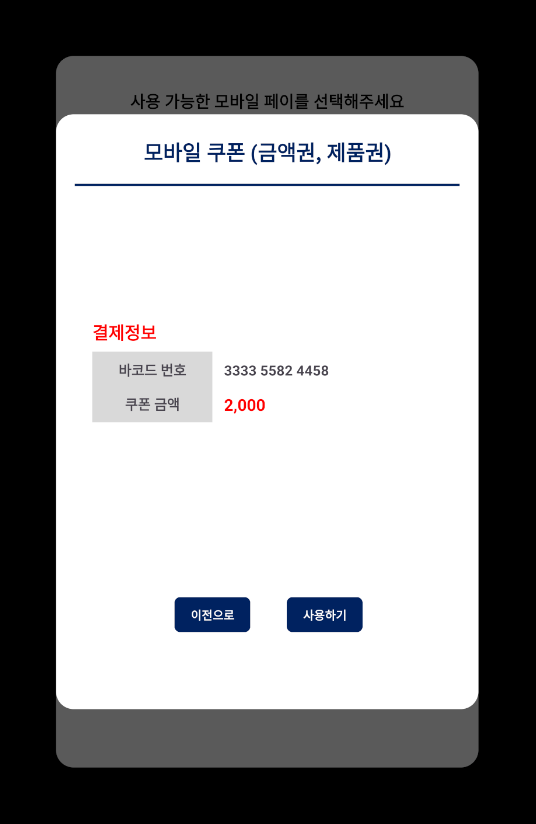 사용 가능한 모바일 페이를 선택해주세요
모바일 쿠폰 (금액권, 제품권)
결제정보
바코드 번호 3333 5582 4458
쿠폰 금액 2,000
이전으로 사용하기